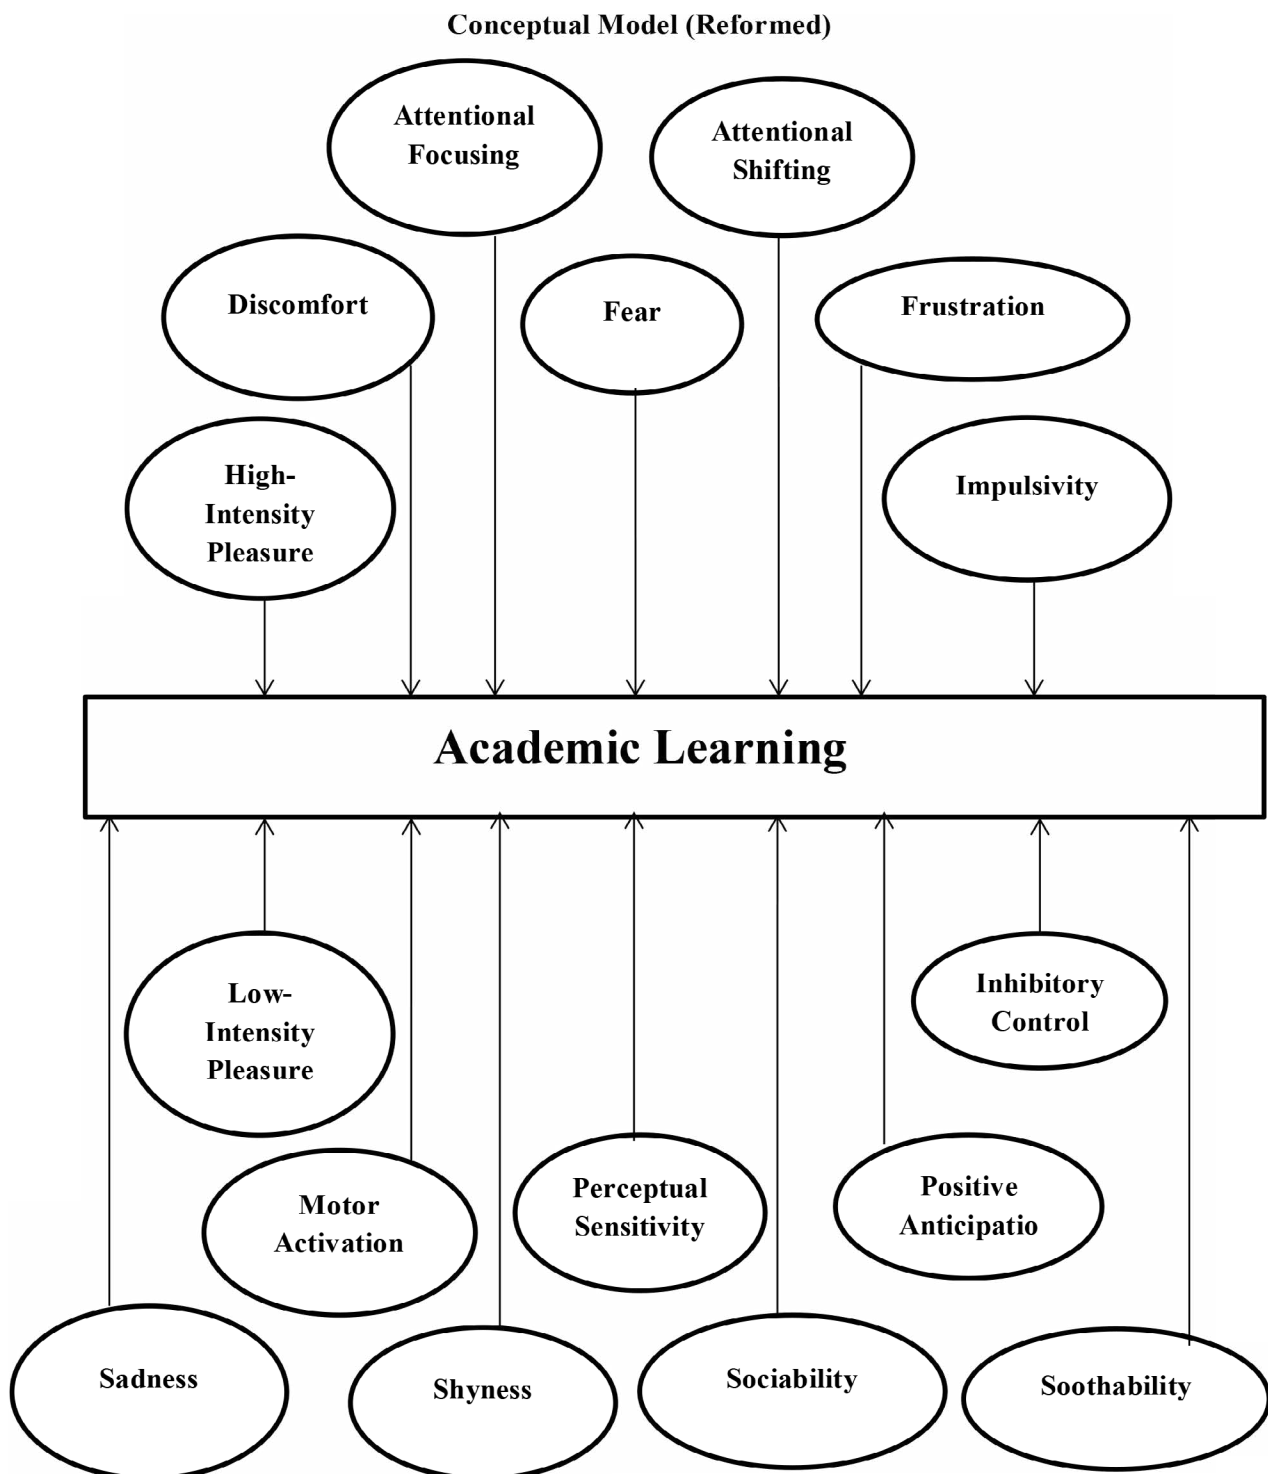 Conceptual Model (Reformed)
Attentional
Focusing
Attentional
Shifting
Discomfort
Fear
Frustration
High-
Intensity
Pleasure
Impulsivity
Academic Learning
Low-
Intensity
Pleasure
Inhibitory
Control
Motor
Activation
Perceptual
Sensitivity
Positive
Anticipatio
Sadness
Shyness
Sociability
Soothability